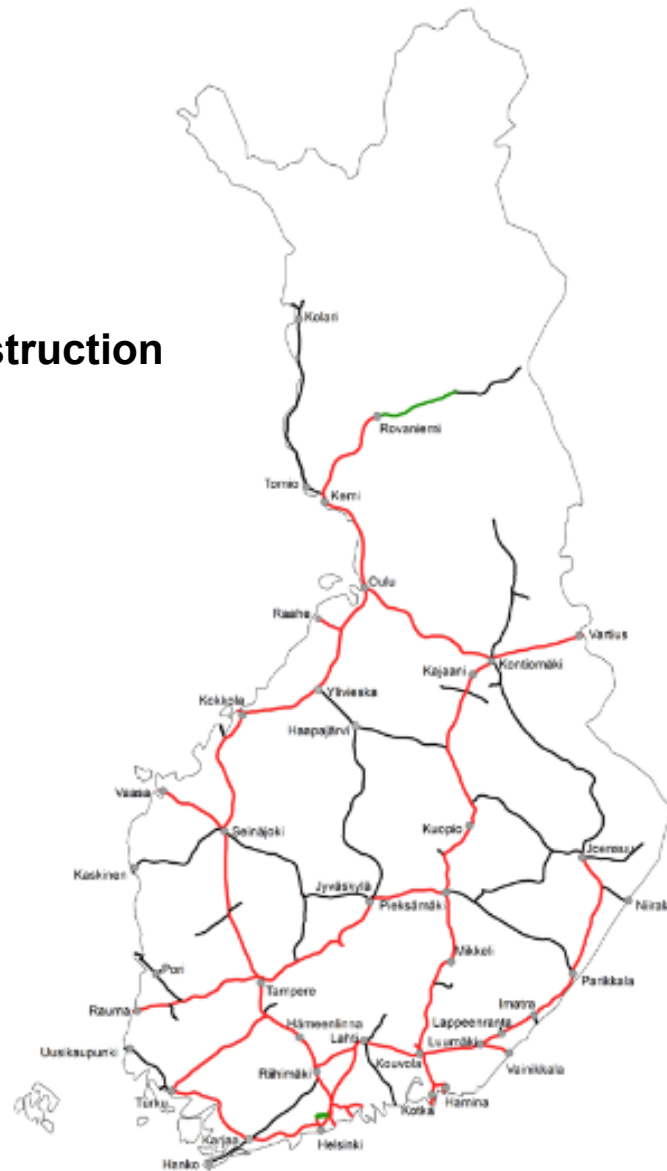 struction
Kolari
Rovaniemi
Tornio
Kemi
Oulu
Raahe
Vartius
Kontiomäki
Kajaani
Ylivieska
Kokkola
Haapajärvi
Vaasa
Seinäjoki
Kuopio
Joensuu
Kaskinen
Jyväskylä
Pieksämäki
Niirala
Mikkeli
Pori
Parikkala
Tampere
Rauma
Imatra
Hämeenlinna
Lappeenranta
Lahti
Luumäki
Uusikaupunki
Kouvola
Vainikkala
Riihimäki
Turku
Hamina
Kotka
Karjaa
Helsinki
Hanko